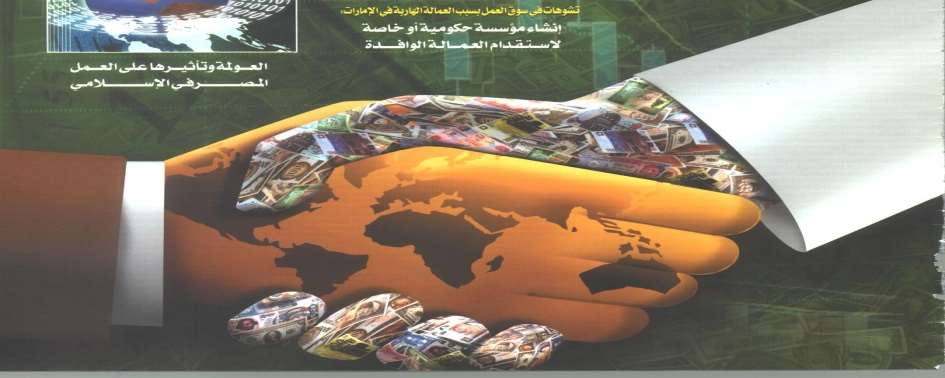 تشوهات في سوق العمل بسبب العمالة الهاربة في الإمارات،
إنشاء مؤسسة حكومية أو خاصة
لاستقدام العمالة الوافدة
العولمة وتأثيرها على العمل
المصرفي الإسلامي